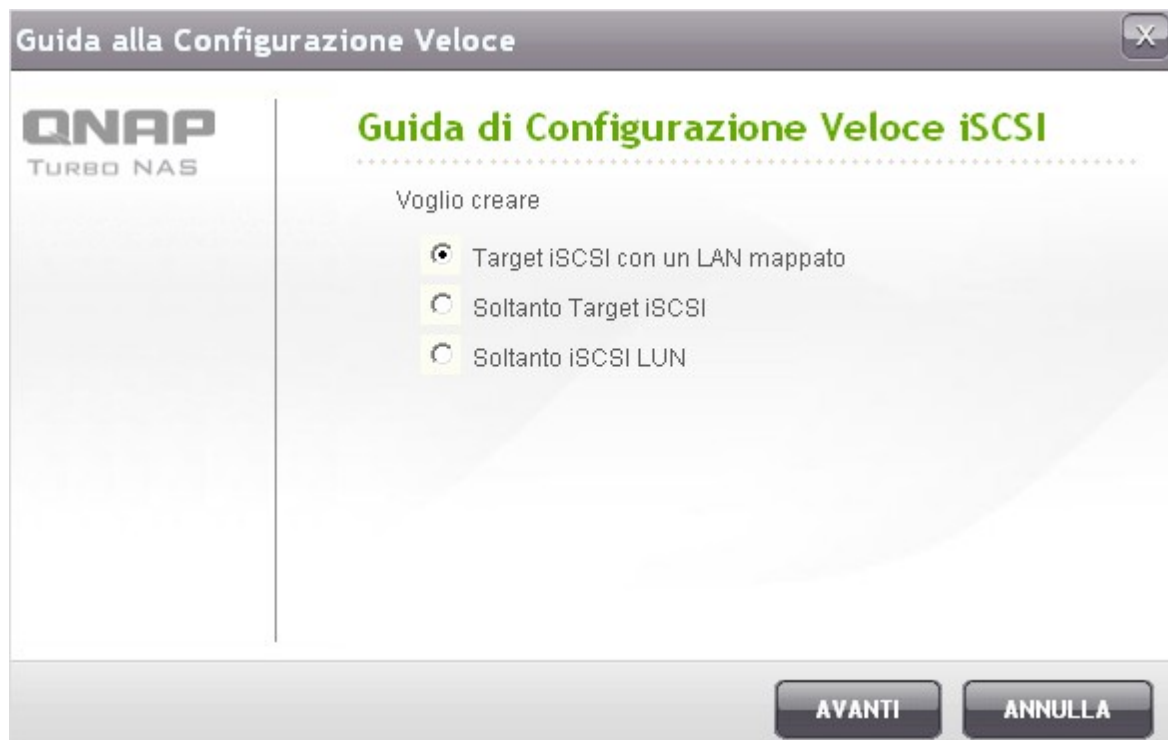 Guida alla Configurazione Veloce
X
QNAP
TURBO NAS
Guida di Configurazione Veloce iSCSI
Voglio creare
Target iSCSI con un LAN mappato
Soltanto Target iSCSI
Soltanto iSCSI LUN
AVANTI
ANNULLA